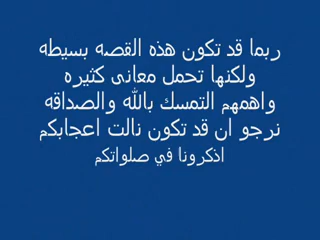 ربما قد تكون هذه القصه بسيطه
ولكنها تحمل معانى كثيره
واهمهم التمسك بالله والصداقه
نرجو ان قد تكون نالت اعجابكم
اذكرونا في صلواتكم